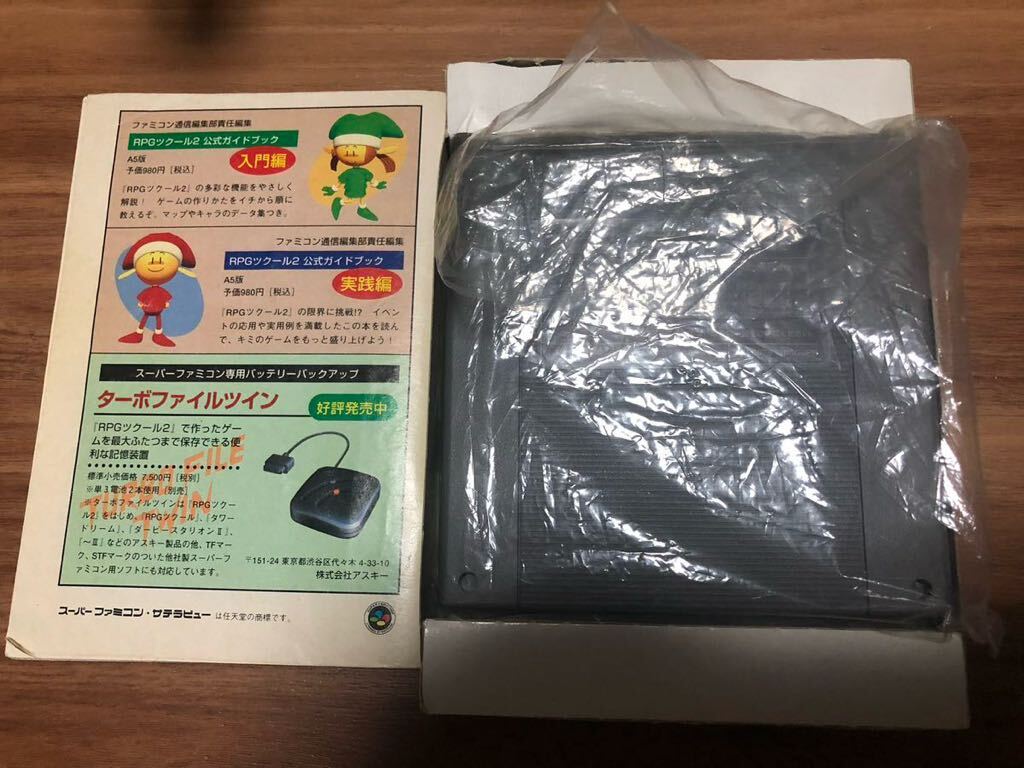 ファミコン通信編集部責任編集
RPGツクール2 公式ガイドブック
A5版
予価980円［税込］
入門編
『RPGツクール2』の多彩な機能をやさしく
解説！ ゲームの作りかたをイチから順に
教えるぞ。マップやキャラのデータ集つき。
ファミコン通信編集部責任編集
RPGツクール2 公式ガイドブック
A5版
予価980円［税込］
実践編
『RPGツクール2』の限界に挑戦!? イベン
トの応用や実用例を満載したこの本を読ん
で、キミのゲームをもっと盛り上げよう！
スーパーファミコン専用バッテリーバックアップ
ターボファイルツイン
好評発売中
『RPGツクール2』で作ったゲー
ムを最大ふたつまで保存できる便
利な記憶装置
標準小売価格 7,500円［税別］
※単3電池2本使用（別売）
TURBO FILE
TWIN
※ターボファイルツインは『RPGツクー
ル2』をはじめ、『RPGツクール』、『タワー
ドリーム』、『ダービースタリオンⅡ』、
『〜Ⅲ』などのアスキー製品の他、TFマー
ク、STFマークのついた他社製スーパーフ
ァミコン用ソフトにも対応しています。
〒151-24 東京都渋谷区代々木 4-33-10
株式会社アスキー
スーパーファミコン・サテラビュー は任天堂の商標です。